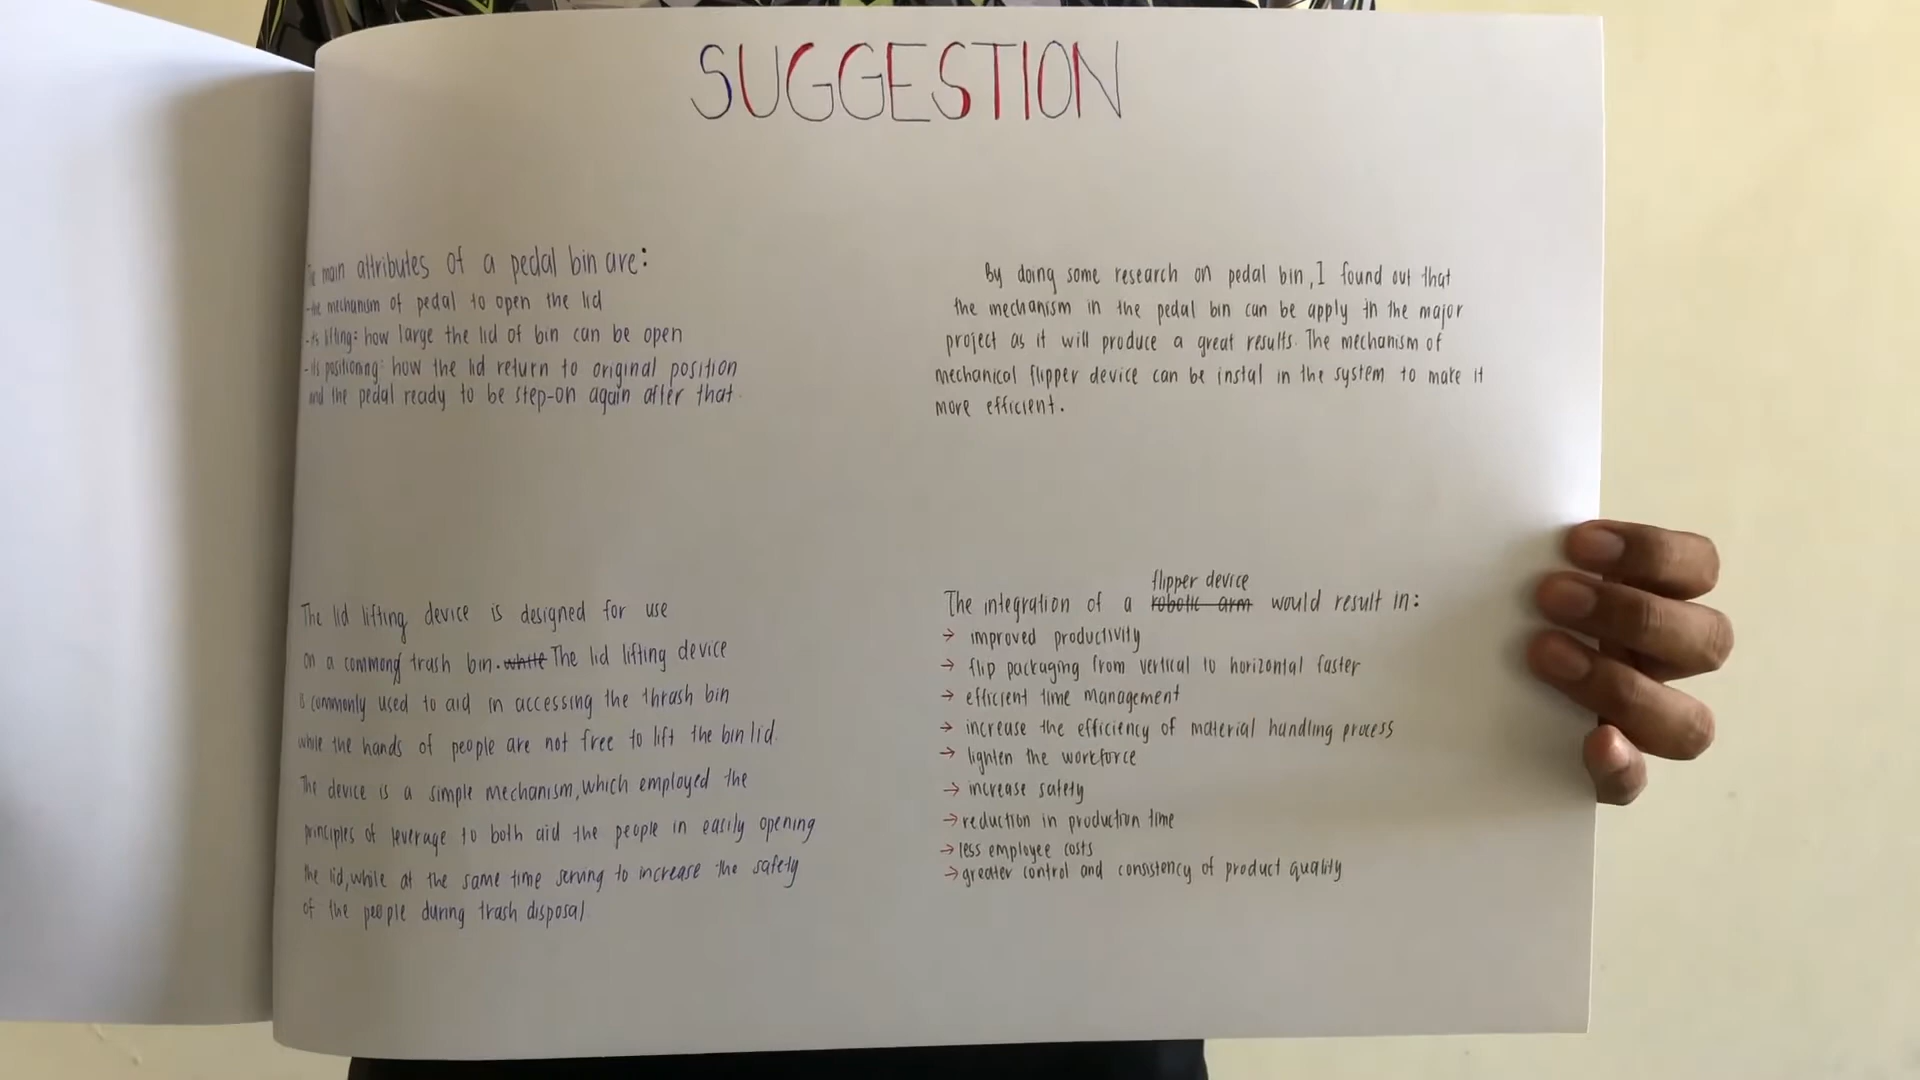 SUGGESTION
The main attributes of a pedal bin are:
-the mechanism of pedal to open the lid
-its lifting: how large the lid of bin can be open
-its positioning: how the lid return to original position
and the pedal ready to be step-on again after that.
By doing some research on pedal bin, I found out that
the mechanism in the pedal bin can be apply in the major
project as it will produce a great results. The mechanism of
mechanical flipper device can be instal in the system to make it
more efficient.
The lid lifting device is designed for use
on a common trash bin. white The lid lifting device
is commonly used to aid in accessing the thrash bin
while the hands of people are not free to lift the bin lid.
The device is a simple mechanism, which employed the
principles of leverage to both aid the people in easily opening
the lid, while at the same time serving to increase the safety
of the people during trash disposal
flipper device
The integration of a robotic arm would result in:
→ improved productivity
→ flip packaging from vertical to horizontal faster
→ efficient time management
→ increase the efficiency of material handling process
→ lighten the workforce
→ increase safety
→ reduction in production time
→ less employee costs
→ greater control and consistency of product quality